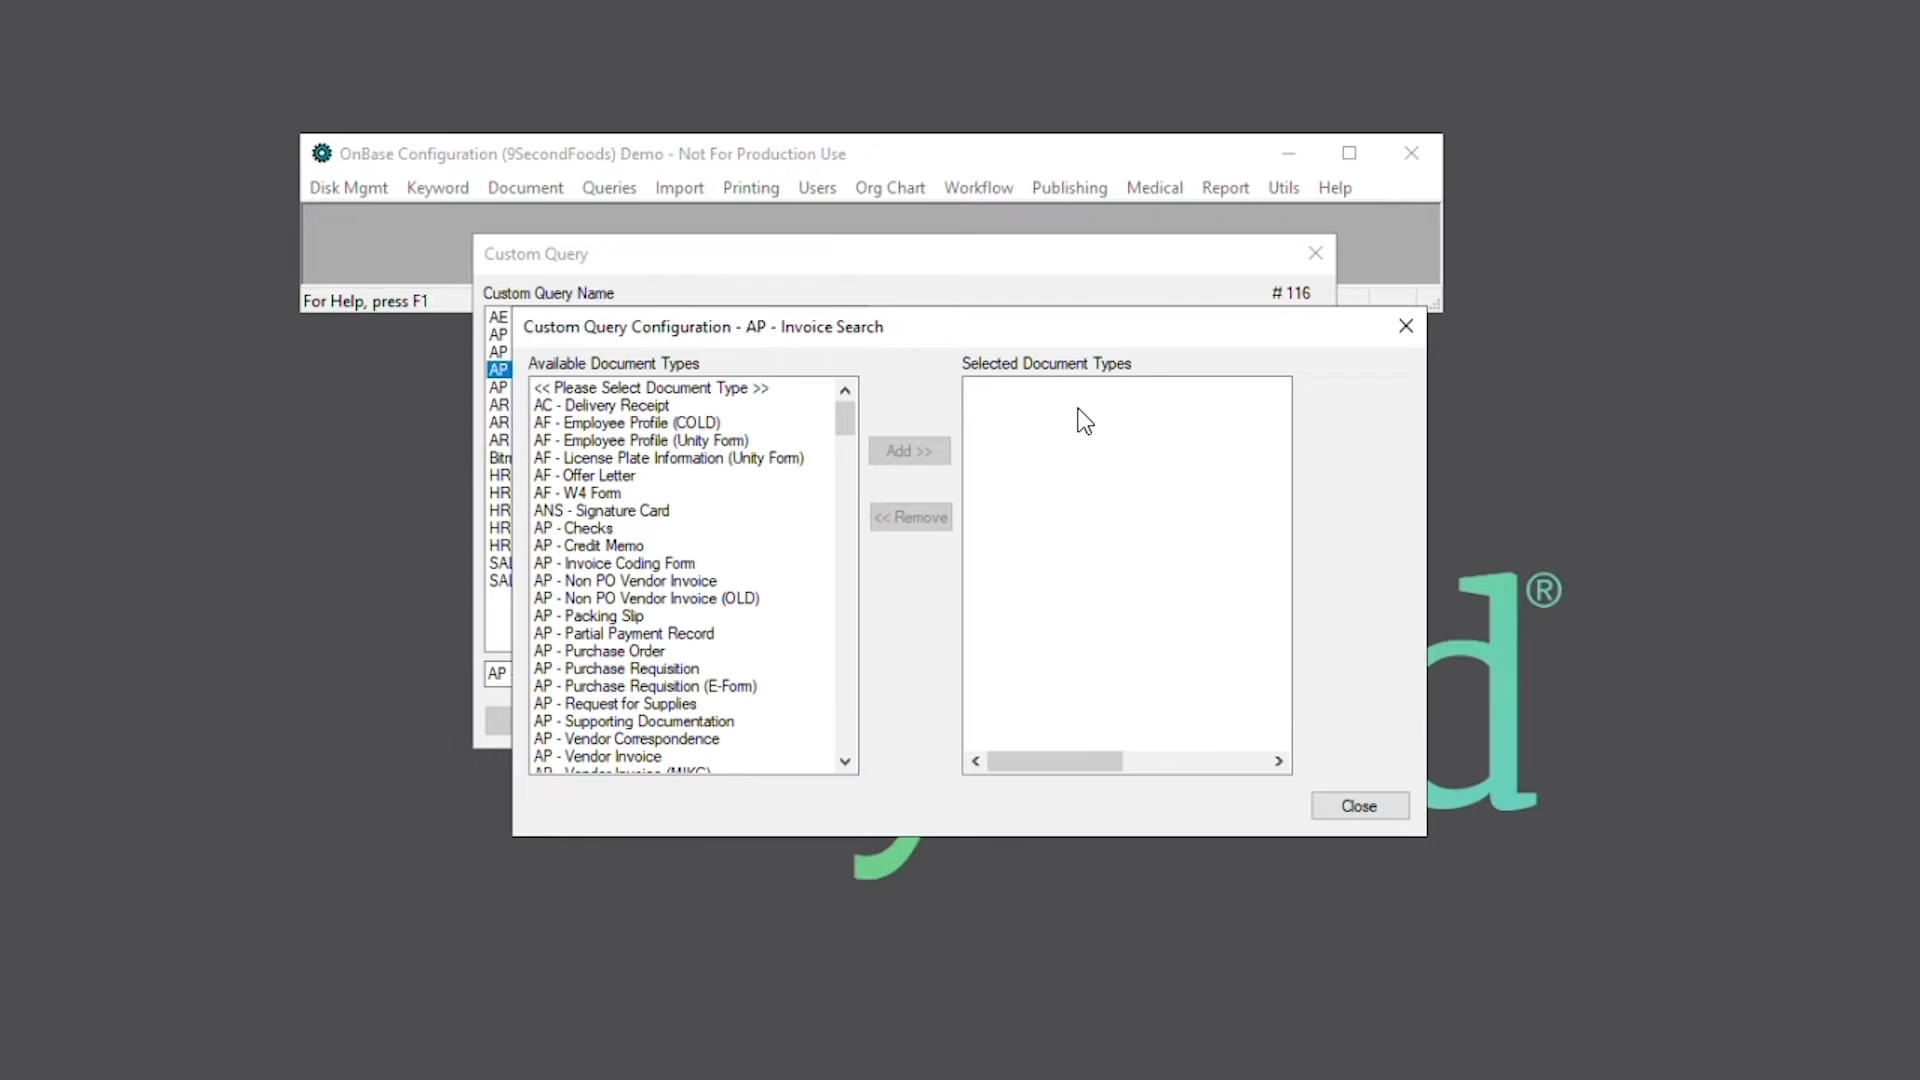 OnBase Configuration (9SecondFoods) Demo - Not For Production Use
Disk Mgmt Keyword Document Queries Import Printing Users Org Chart Workflow Publishing Medical Report Utils Help
Custom Query
Custom Query Name # 116
For Help, press F1
AE
AP
AP
AP
AP
AR
AR
AR
HR
HR
HR
HR
HR
AP
Custom Query Configuration - AP - Invoice Search
Available Document Types
<< Please Select Document Type >>
AC - Delivery Receipt
AF - Employee Profile (COLD)
AF - Employee Profile (Unity Form)
AF - License Plate Information (Unity Form)
AF - Offer Letter
AF - W4 Form
ANS - Signature Card
AP - Checks
AP - Credit Memo
AP - Invoice Coding Form
AP - Non PO Vendor Invoice
AP - Non PO Vendor Invoice (OLD)
AP - Packing Slip
AP - Partial Payment Record
AP - Purchase Order
AP - Purchase Requisition
AP - Purchase Requisition (E-Form)
AP - Request for Supplies
AP - Supporting Documentation
AP - Vendor Correspondence
AP - Vendor Invoice
Add >>
<< Remove
Selected Document Types
Close
d®